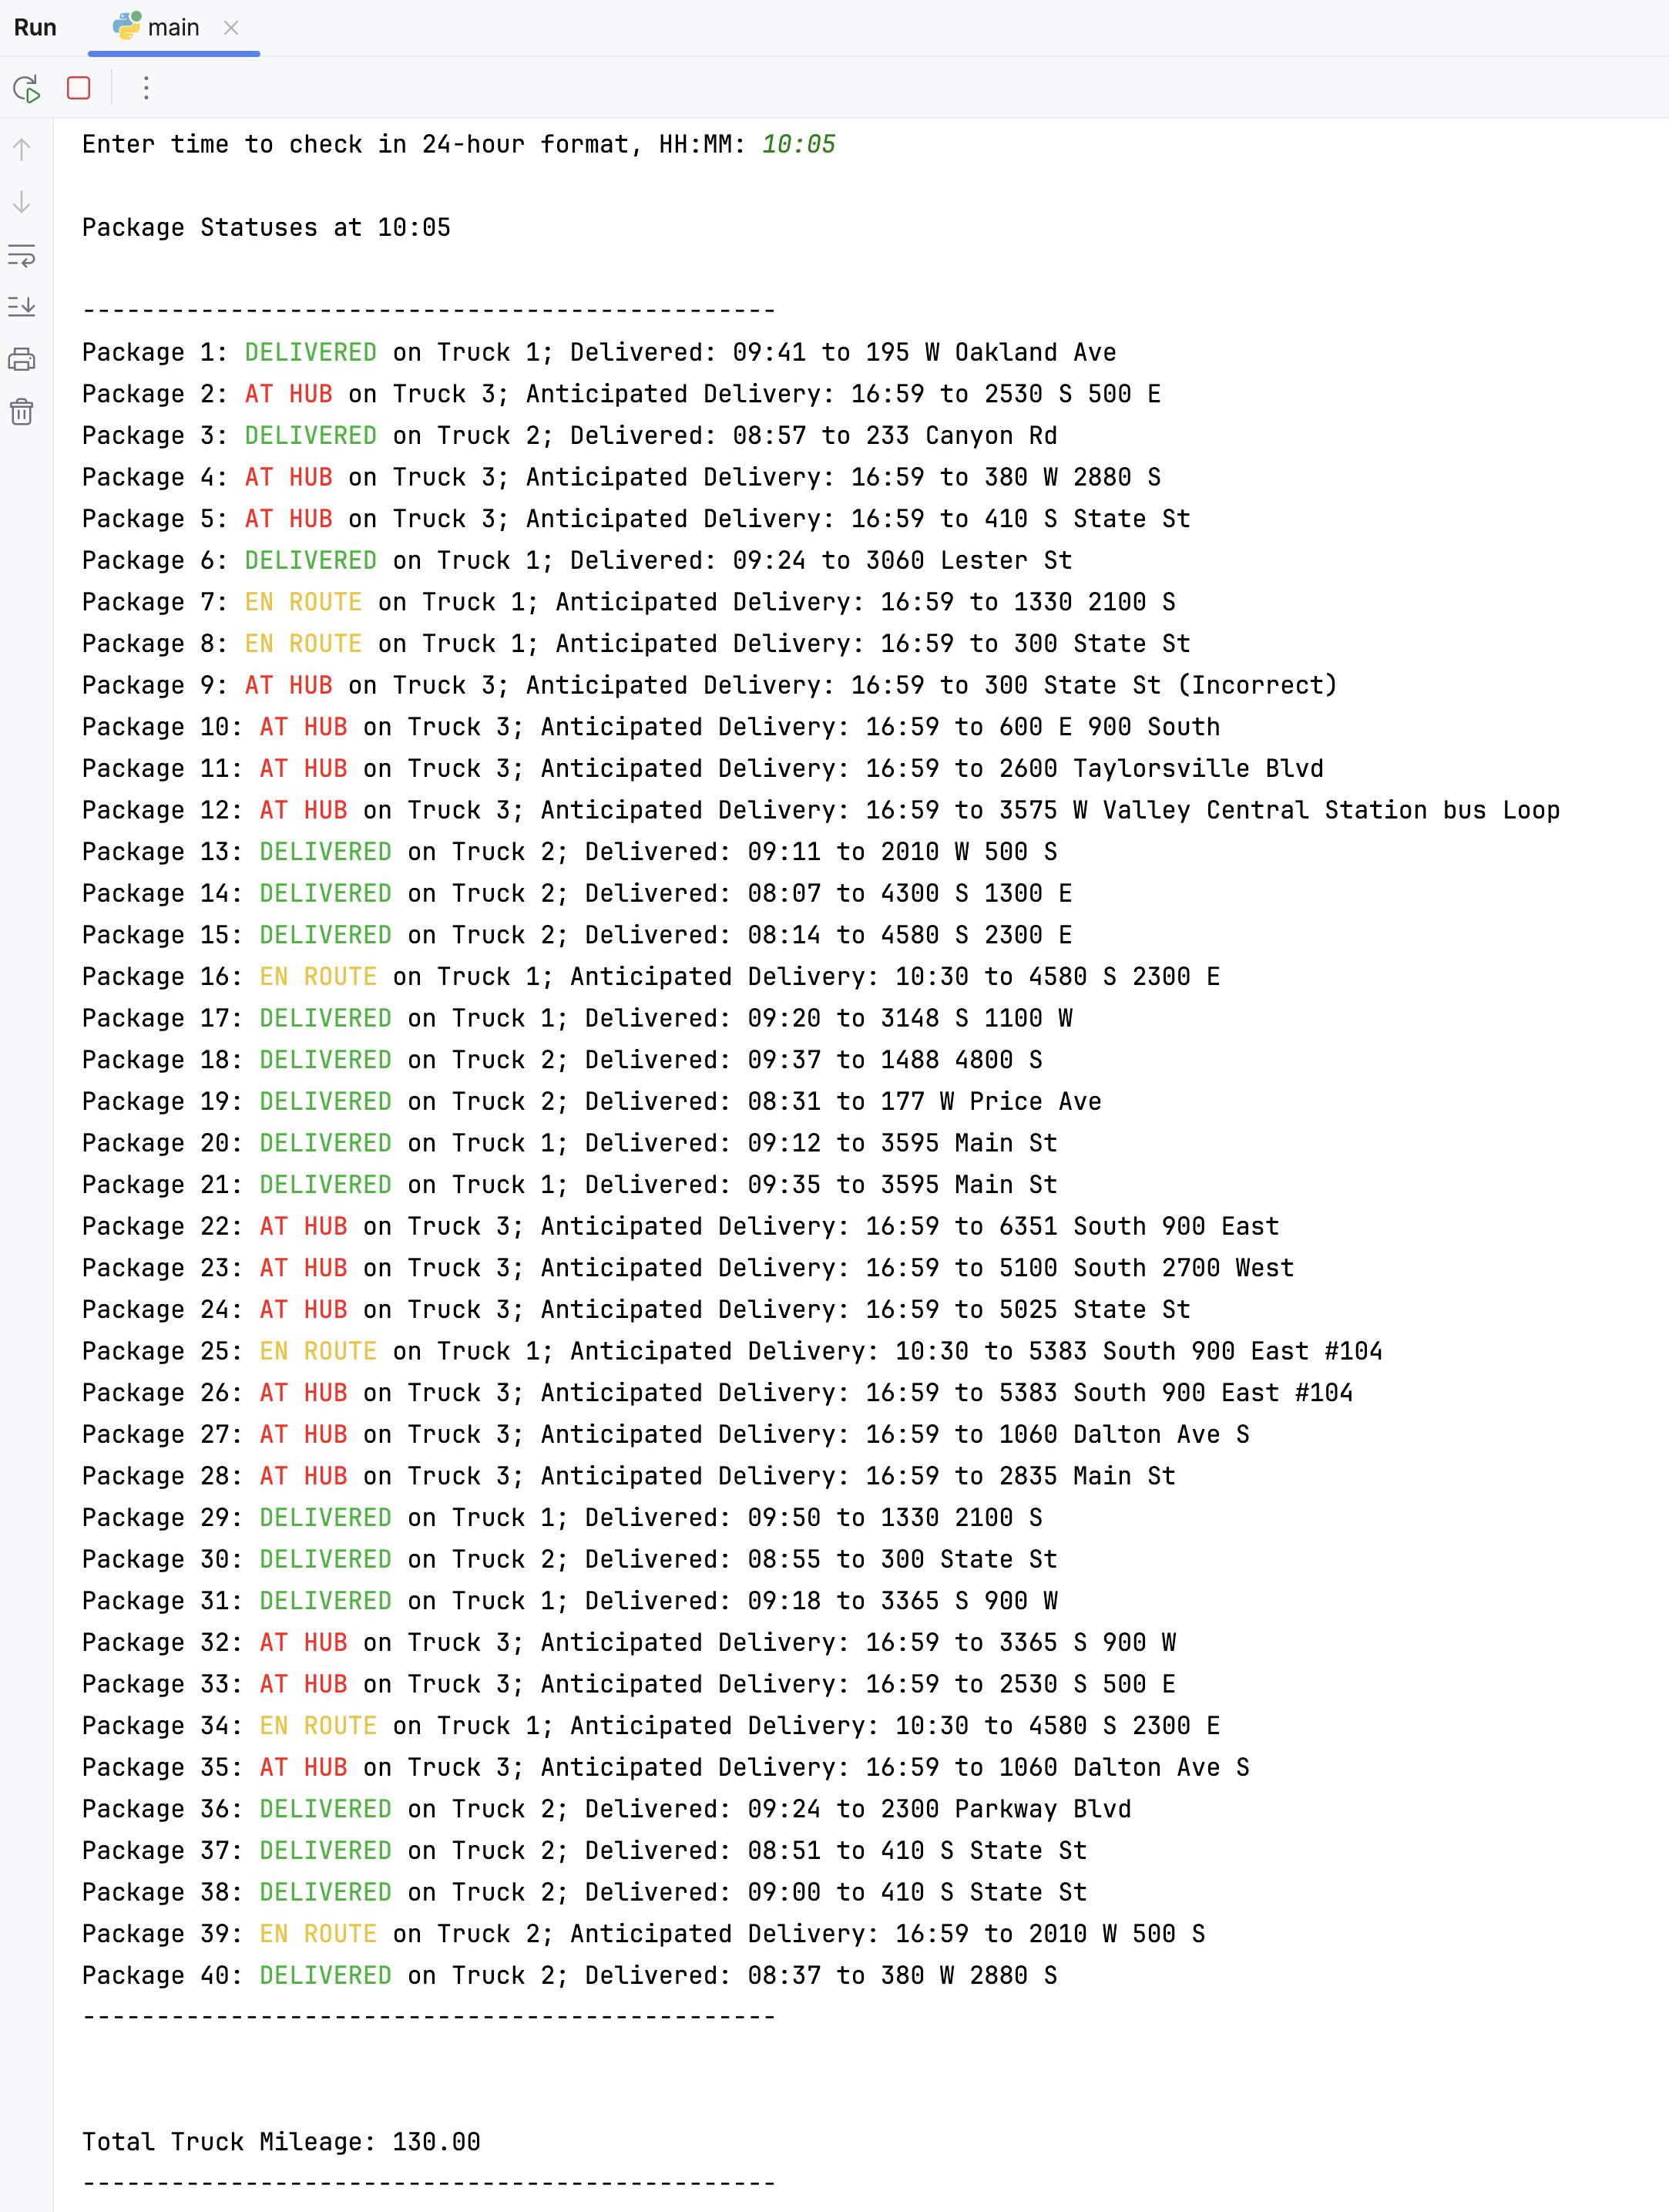 Run main
Enter time to check in 24-hour format, HH:MM: 10:05
Package Statuses at 10:05
-----------------------------------------------
Package 1: DELIVERED on Truck 1; Delivered: 09:41 to 195 W Oakland Ave
Package 2: AT HUB on Truck 3; Anticipated Delivery: 16:59 to 2530 S 500 E
Package 3: DELIVERED on Truck 2; Delivered: 08:57 to 233 Canyon Rd
Package 4: AT HUB on Truck 3; Anticipated Delivery: 16:59 to 380 W 2880 S
Package 5: AT HUB on Truck 3; Anticipated Delivery: 16:59 to 410 S State St
Package 6: DELIVERED on Truck 1; Delivered: 09:24 to 3060 Lester St
Package 7: EN ROUTE on Truck 1; Anticipated Delivery: 16:59 to 1330 2100 S
Package 8: EN ROUTE on Truck 1; Anticipated Delivery: 16:59 to 300 State St
Package 9: AT HUB on Truck 3; Anticipated Delivery: 16:59 to 300 State St (Incorrect)
Package 10: AT HUB on Truck 3; Anticipated Delivery: 16:59 to 600 E 900 South
Package 11: AT HUB on Truck 3; Anticipated Delivery: 16:59 to 2600 Taylorsville Blvd
Package 12: AT HUB on Truck 3; Anticipated Delivery: 16:59 to 3575 W Valley Central Station bus Loop
Package 13: DELIVERED on Truck 2; Delivered: 09:11 to 2010 W 500 S
Package 14: DELIVERED on Truck 2; Delivered: 08:07 to 4300 S 1300 E
Package 15: DELIVERED on Truck 2; Delivered: 08:14 to 4580 S 2300 E
Package 16: EN ROUTE on Truck 1; Anticipated Delivery: 10:30 to 4580 S 2300 E
Package 17: DELIVERED on Truck 1; Delivered: 09:20 to 3148 S 1100 W
Package 18: DELIVERED on Truck 2; Delivered: 09:37 to 1488 4800 S
Package 19: DELIVERED on Truck 2; Delivered: 08:31 to 177 W Price Ave
Package 20: DELIVERED on Truck 1; Delivered: 09:12 to 3595 Main St
Package 21: DELIVERED on Truck 1; Delivered: 09:35 to 3595 Main St
Package 22: AT HUB on Truck 3; Anticipated Delivery: 16:59 to 6351 South 900 East
Package 23: AT HUB on Truck 3; Anticipated Delivery: 16:59 to 5100 South 2700 West
Package 24: AT HUB on Truck 3; Anticipated Delivery: 16:59 to 5025 State St
Package 25: EN ROUTE on Truck 1; Anticipated Delivery: 10:30 to 5383 South 900 East #104
Package 26: AT HUB on Truck 3; Anticipated Delivery: 16:59 to 5383 South 900 East #104
Package 27: AT HUB on Truck 3; Anticipated Delivery: 16:59 to 1060 Dalton Ave S
Package 28: AT HUB on Truck 3; Anticipated Delivery: 16:59 to 2835 Main St
Package 29: DELIVERED on Truck 1; Delivered: 09:50 to 1330 2100 S
Package 30: DELIVERED on Truck 2; Delivered: 08:55 to 300 State St
Package 31: DELIVERED on Truck 1; Delivered: 09:18 to 3365 S 900 W
Package 32: AT HUB on Truck 3; Anticipated Delivery: 16:59 to 3365 S 900 W
Package 33: AT HUB on Truck 3; Anticipated Delivery: 16:59 to 2530 S 500 E
Package 34: EN ROUTE on Truck 1; Anticipated Delivery: 10:30 to 4580 S 2300 E
Package 35: AT HUB on Truck 3; Anticipated Delivery: 16:59 to 1060 Dalton Ave S
Package 36: DELIVERED on Truck 2; Delivered: 09:24 to 2300 Parkway Blvd
Package 37: DELIVERED on Truck 2; Delivered: 08:51 to 410 S State St
Package 38: DELIVERED on Truck 2; Delivered: 09:00 to 410 S State St
Package 39: EN ROUTE on Truck 2; Anticipated Delivery: 16:59 to 2010 W 500 S
Package 40: DELIVERED on Truck 2; Delivered: 08:37 to 380 W 2880 S
-----------------------------------------------
Total Truck Mileage: 130.00
-----------------------------------------------